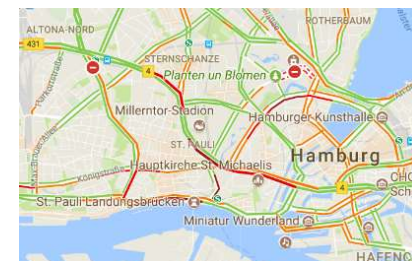 ALTONA-NORD
ROTHERBAUM
431
STERNSCHANZE
4
Planten un Blomen
Millerntor-Stadion
Hamburger-Kunsthalle
ST. PAULI
Hauptkirche St. Michaelis
Hamburg
Königstraße
4
St. Pauli-Landungsbrücken
Miniatur Wunderland
HAFENC